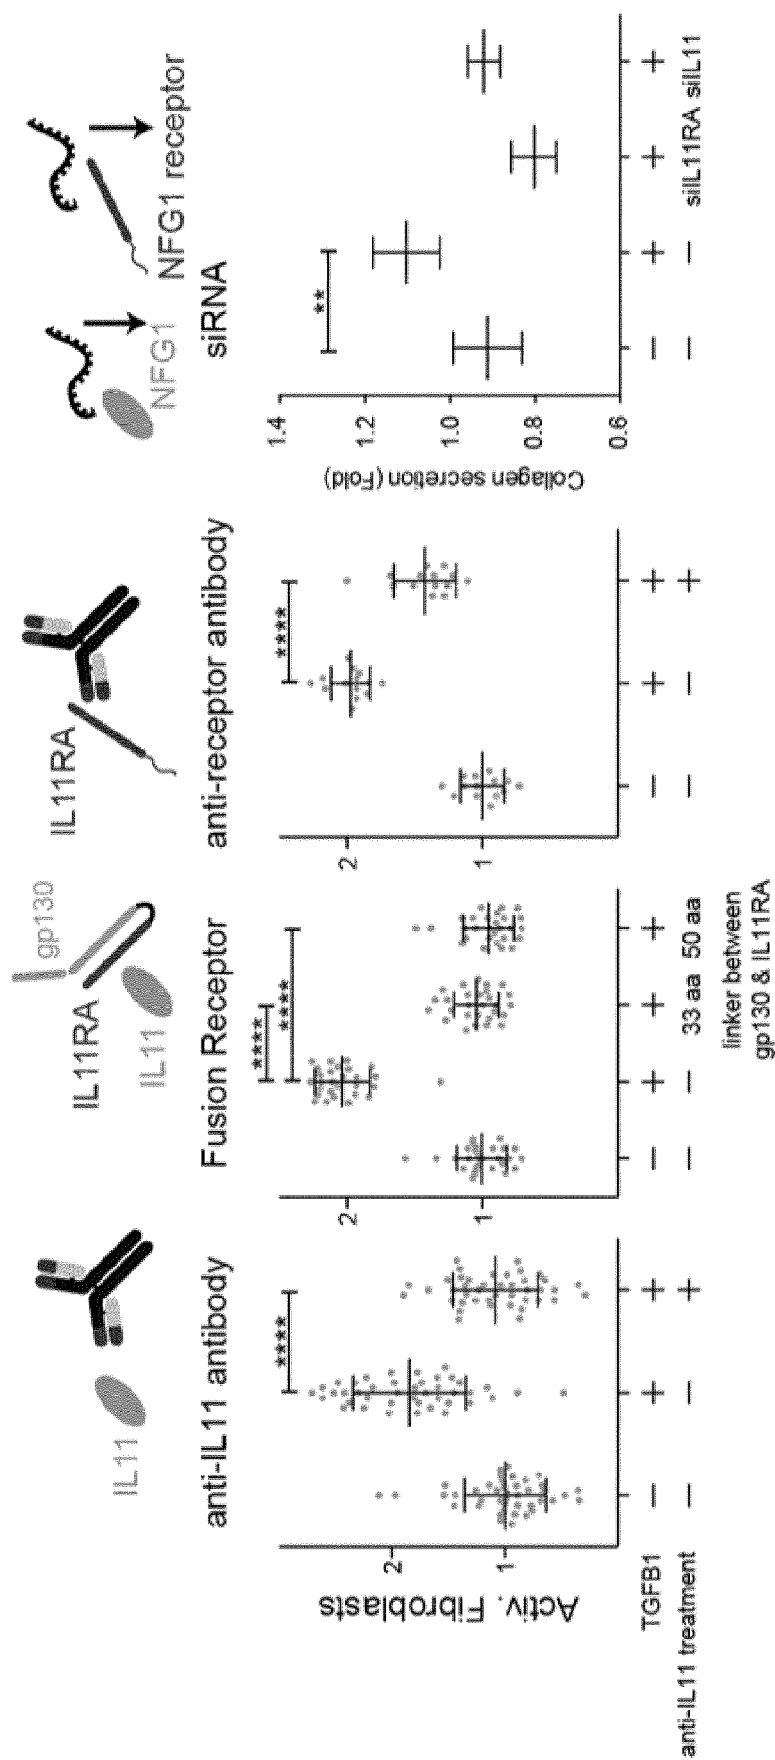 IL11
anti-IL11 antibody
****
Activ. Fibroblasts
2
1
TGFB1
− + +
anti-IL11 treatment
− − +
gp130
IL11RA
IL11
Fusion Receptor
****
****
2
1
− + + +
− − 33 aa 50 aa
linker between
gp130 & IL11RA
IL11RA
anti-receptor antibody
****
2
1
− + +
− − +
NFG1
NFG1 receptor
siRNA
**
Collagen secretion (Fold)
1.4
1.2
1.0
0.8
0.6
− + + +
− − siIL11RA siIL11